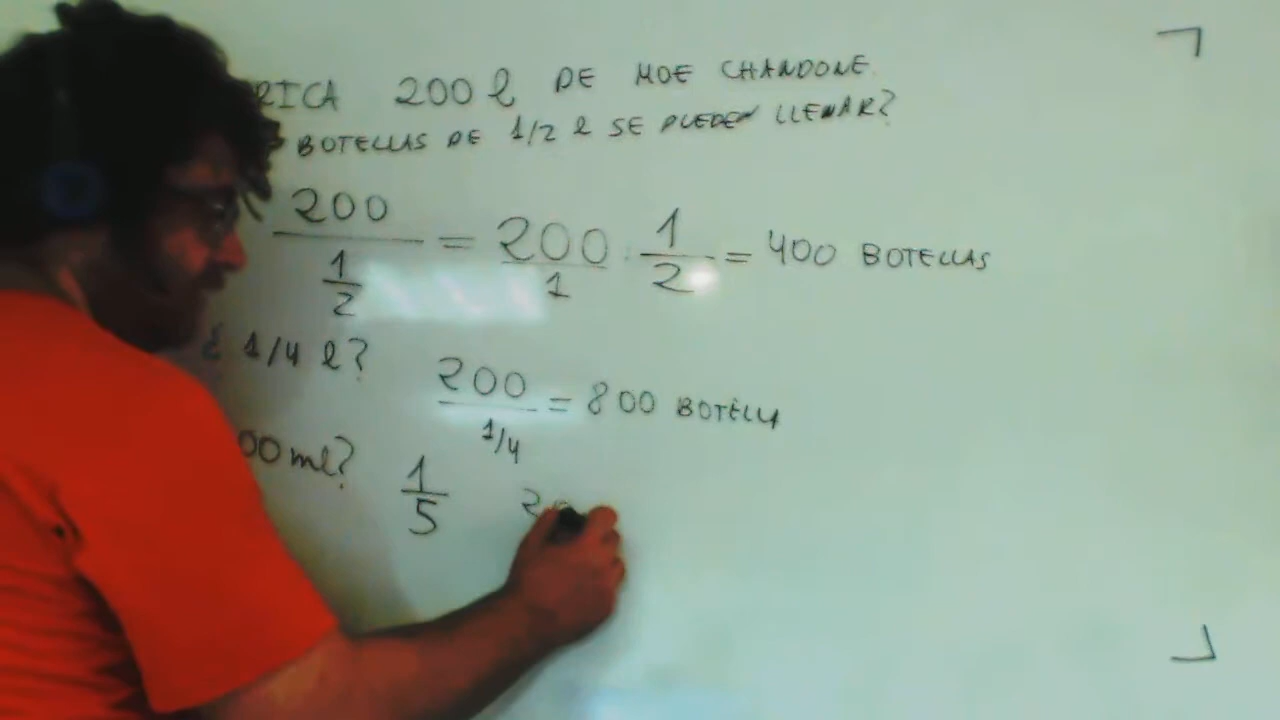 RICA 200 l DE MOE CHANDONE.
BOTELLAS DE 1/2 l SE PUEDEN LLENAR?
200 / 1/2 = 200/1 · 1/2 = 400 BOTELLAS
¿ 1/4 l? 200 / 1/4 = 800 BOTELLA
00 ml? 1/5 20